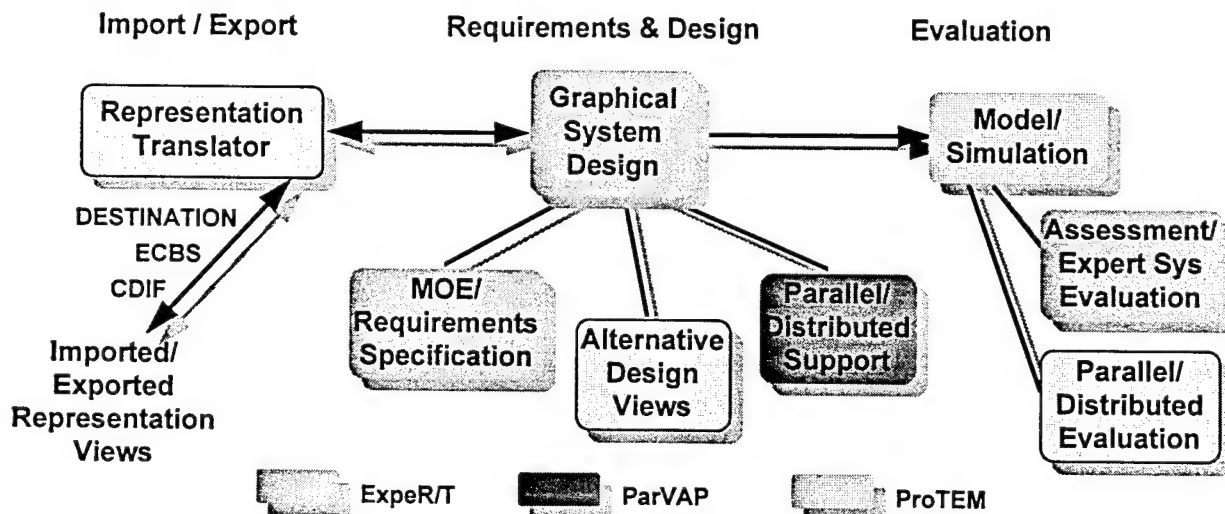 Import / Export
Requirements & Design
Evaluation
Representation
Translator
Graphical
System
Design
Model/
Simulation
DESTINATION
ECBS
CDIF
Imported/
Exported
Representation
Views
MOE/
Requirements
Specification
Alternative
Design
Views
Parallel/
Distributed
Support
Assessment/
Expert Sys
Evaluation
Parallel/
Distributed
Evaluation
ExpeR/T
ParVAP
ProTEM